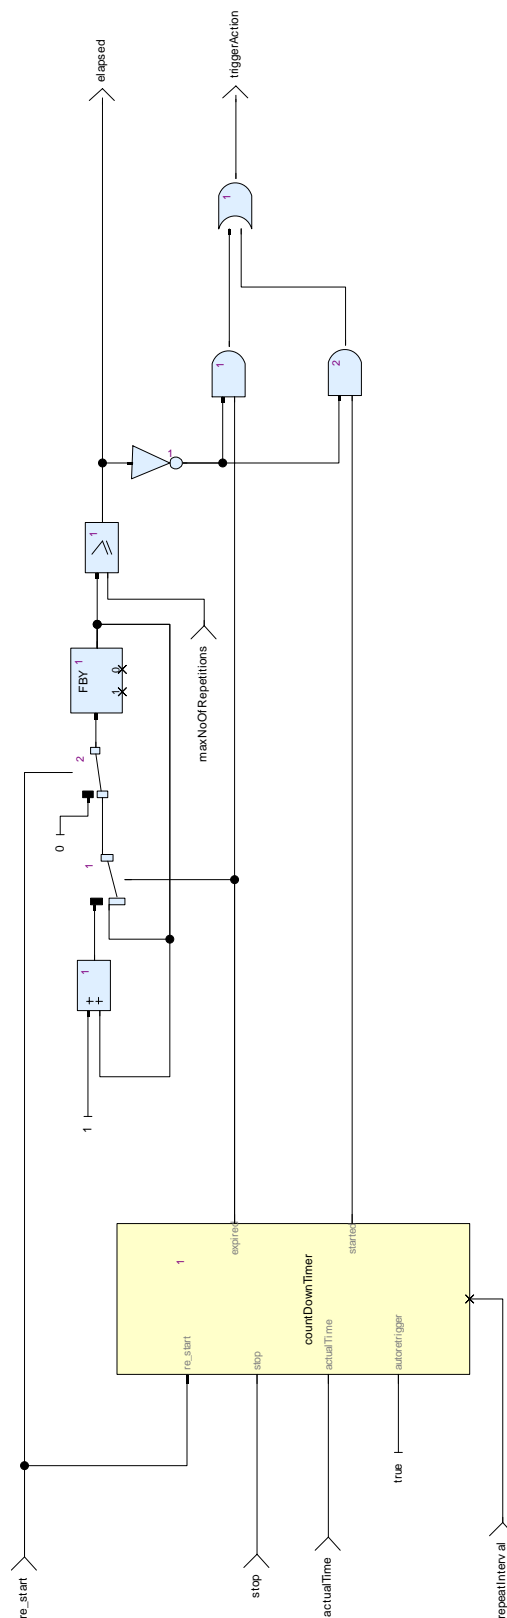 re_start
0
2
1
1
+ +
1
FBY
1
1
0
1
≤
elapsed
1
maxNoOfRepetitions
1
1
triggerAction
2
1
re_start
expired
stop
stop
countDownTimer
actualTime
actualTime
started
true
autoretrigger
repeatInterval